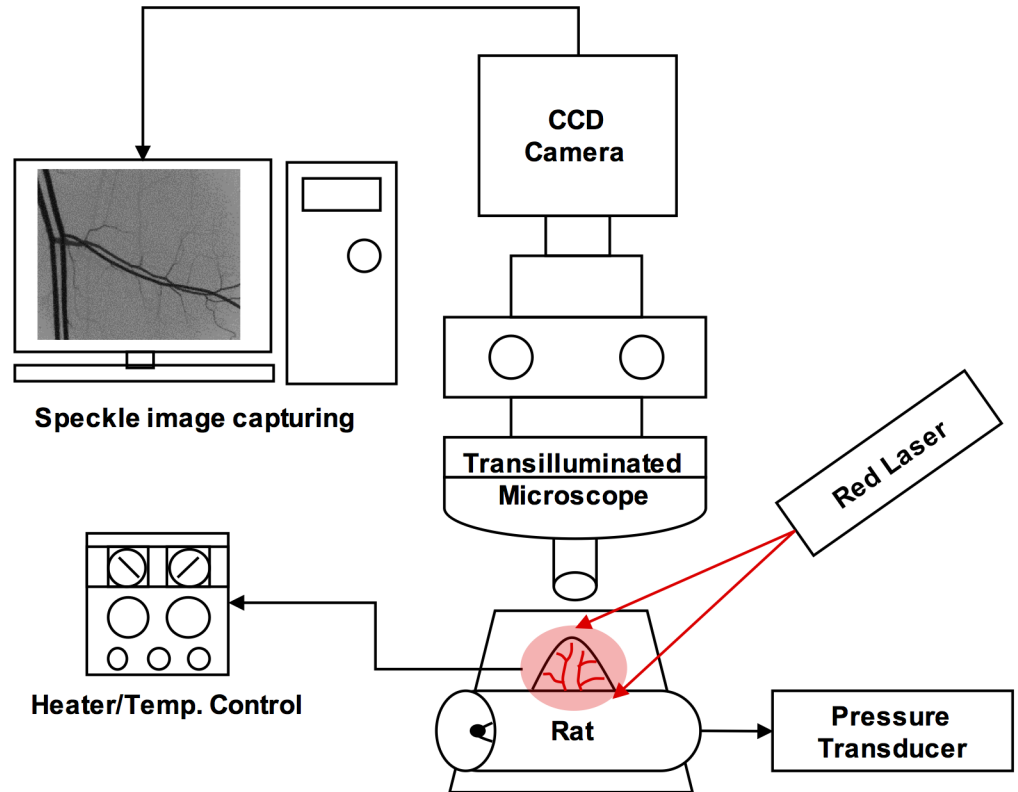 CCD
Camera
Speckle image capturing
Transilluminated
Microscope
Red Laser
Heater/Temp. Control
Rat
Pressure
Transducer